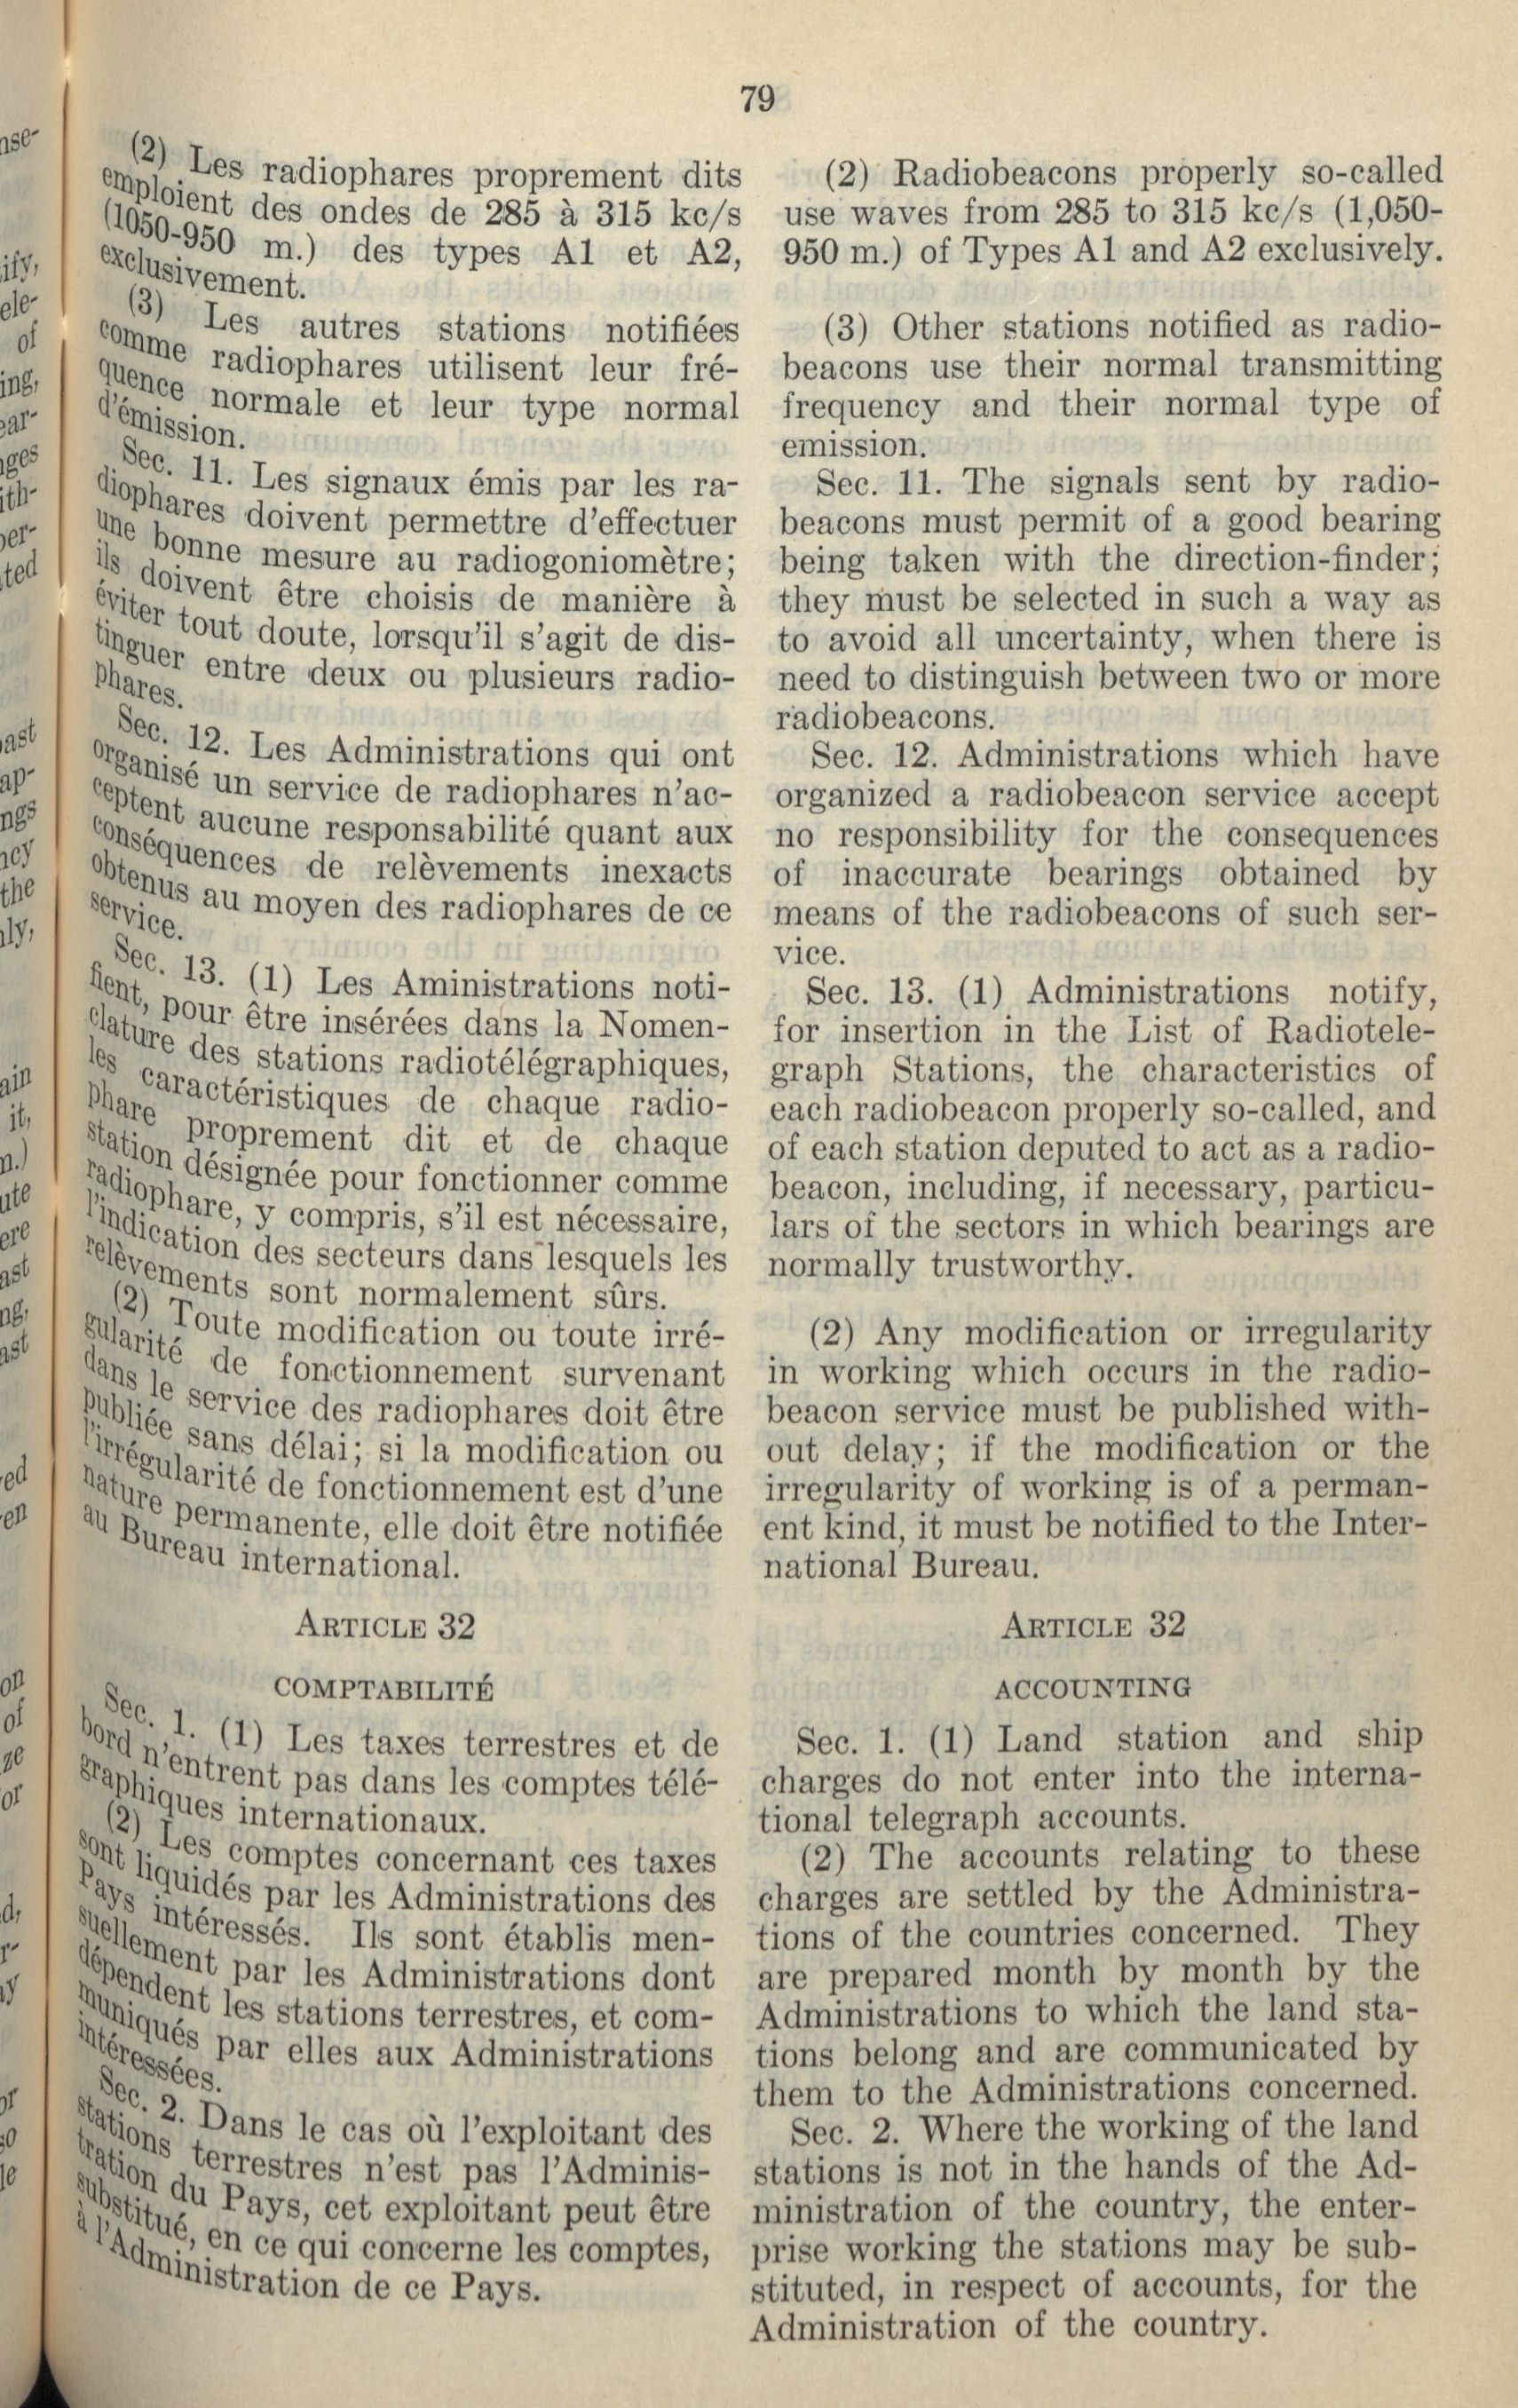 79
(2) Les radiophares proprement dits
emploient des ondes de 285 à 315 kc/s
(1050-950 m.) des types A1 et A2,
exclusivement.
(3) Les autres stations notifiées
comme radiophares utilisent leur fré-
quence normale et leur type normal
d'émission.
Sec. 11. Les signaux émis par les ra-
diophares doivent permettre d'effectuer
une bonne mesure au radiogoniomètre;
ils doivent être choisis de manière à
éviter tout doute, lorsqu'il s'agit de dis-
tinguer entre deux ou plusieurs radio-
phares.
Sec. 12. Les Administrations qui ont
organisé un service de radiophares n'ac-
ceptent aucune responsabilité quant aux
conséquences de relèvements inexacts
obtenus au moyen des radiophares de ce
service.
Sec. 13. (1) Les Aministrations noti-
fient, pour être insérées dans la Nomen-
clature des stations radiotélégraphiques,
les caractéristiques de chaque radio-
phare proprement dit et de chaque
station désignée pour fonctionner comme
radiophare, y compris, s'il est nécessaire,
l'indication des secteurs dans lesquels les
relèvements sont normalement sûrs.
(2) Toute modification ou toute irré-
gularité de fonctionnement survenant
dans le service des radiophares doit être
publiée sans délai; si la modification ou
l'irrégularité de fonctionnement est d'une
nature permanente, elle doit être notifiée
au Bureau international.
ARTICLE 32
COMPTABILITÉ
Sec. 1. (1) Les taxes terrestres et de
bord n'entrent pas dans les comptes télé-
graphiques internationaux.
(2) Les comptes concernant ces taxes
sont liquidés par les Administrations des
Pays intéressés. Ils sont établis men-
suellement par les Administrations dont
dépendent les stations terrestres, et com-
muniqués par elles aux Administrations
intéressées.
Sec. 2. Dans le cas où l'exploitant des
stations terrestres n'est pas l'Adminis-
tration du Pays, cet exploitant peut être
substitué, en ce qui concerne les comptes,
à l'Administration de ce Pays.
(2) Radiobeacons properly so-called
use waves from 285 to 315 kc/s (1,050-
950 m.) of Types A1 and A2 exclusively.
(3) Other stations notified as radio-
beacons use their normal transmitting
frequency and their normal type of
emission.
Sec. 11. The signals sent by radio-
beacons must permit of a good bearing
being taken with the direction-finder;
they must be selected in such a way as
to avoid all uncertainty, when there is
need to distinguish between two or more
radiobeacons.
Sec. 12. Administrations which have
organized a radiobeacon service accept
no responsibility for the consequences
of inaccurate bearings obtained by
means of the radiobeacons of such ser-
vice.
Sec. 13. (1) Administrations notify,
for insertion in the List of Radiotele-
graph Stations, the characteristics of
each radiobeacon properly so-called, and
of each station deputed to act as a radio-
beacon, including, if necessary, particu-
lars of the sectors in which bearings are
normally trustworthy.
(2) Any modification or irregularity
in working which occurs in the radio-
beacon service must be published with-
out delay; if the modification or the
irregularity of working is of a perman-
ent kind, it must be notified to the Inter-
national Bureau.
ARTICLE 32
ACCOUNTING
Sec. 1. (1) Land station and ship
charges do not enter into the interna-
tional telegraph accounts.
(2) The accounts relating to these
charges are settled by the Administra-
tions of the countries concerned. They
are prepared month by month by the
Administrations to which the land sta-
tions belong and are communicated by
them to the Administrations concerned.
Sec. 2. Where the working of the land
stations is not in the hands of the Ad-
ministration of the country, the enter-
prise working the stations may be sub-
stituted, in respect of accounts, for the
Administration of the country.